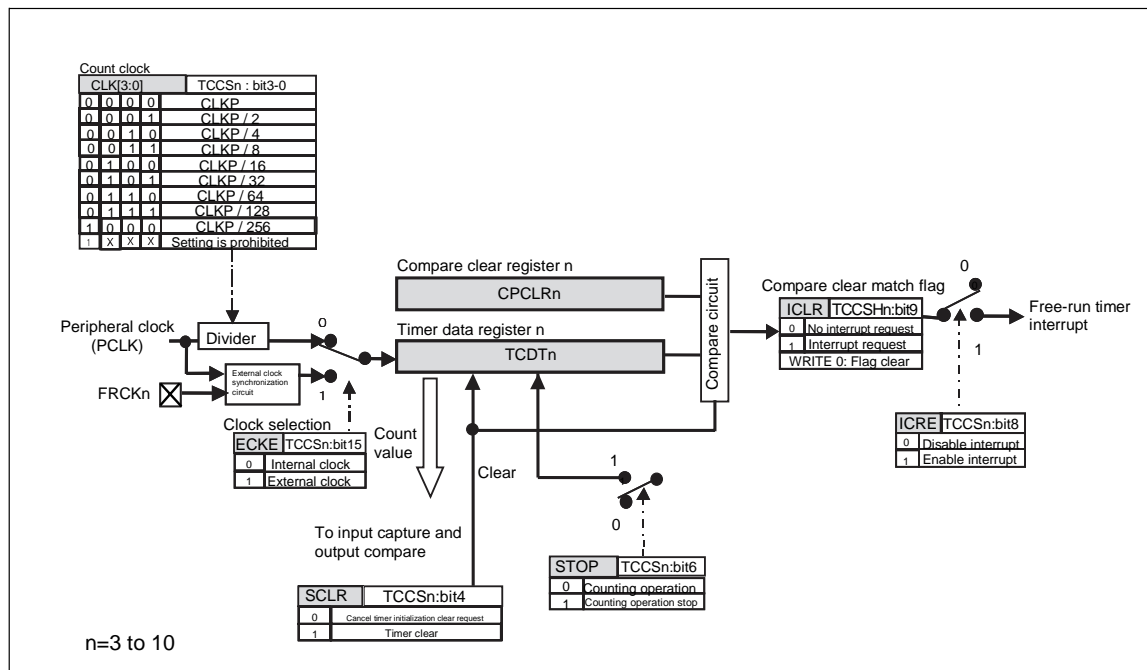 Count clock
CLK[3:0] TCCSn : bit3-0
0 0 0 0 CLKP
0 0 0 1 CLKP / 2
0 0 1 0 CLKP / 4
0 0 1 1 CLKP / 8
0 1 0 0 CLKP / 16
0 1 0 1 CLKP / 32
0 1 1 0 CLKP / 64
0 1 1 1 CLKP / 128
1 0 0 0 CLKP / 256
1 X X X Setting is prohibited
Compare clear register n
CPCLRn
Timer data register n
TCDTn
Compare circuit
Compare clear match flag
ICLR TCCSHn:bit9
0 No interrupt request
1 Interrupt request
WRITE 0: Flag clear
0
1
Free-run timer
interrupt
Peripheral clock
(PCLK)
Divider
External clock
synchronization
circuit
FRCKn
0
1
Clock selection
ECKE TCCSn:bit15
0 Internal clock
1 External clock
Count
value
Clear
To input capture and
output compare
1
0
ICRE TCCSn:bit8
0 Disable interrupt
1 Enable interrupt
STOP TCCSn:bit6
0 Counting operation
1 Counting operation stop
SCLR TCCSn:bit4
0 Cancel timer initialization clear request
1 Timer clear
n=3 to 10